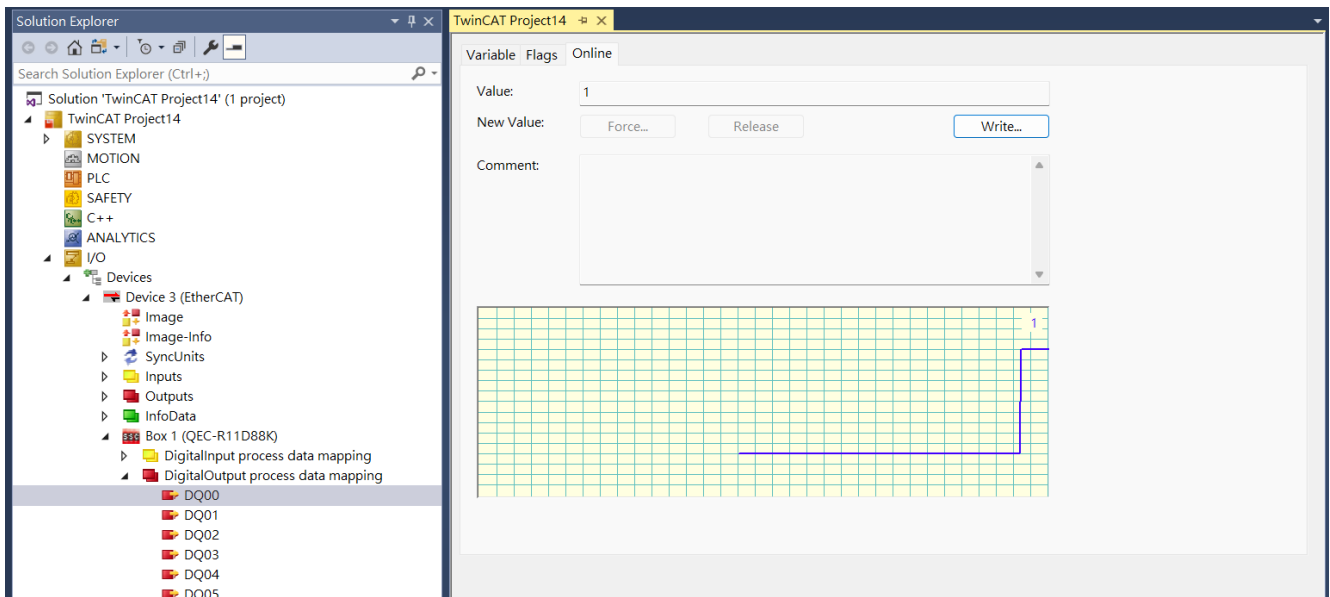 Solution Explorer
Search Solution Explorer (Ctrl+;)
Solution 'TwinCAT Project14' (1 project)
TwinCAT Project14
SYSTEM
MOTION
PLC
SAFETY
C++
ANALYTICS
I/O
Devices
Device 3 (EtherCAT)
Image
Image-Info
SyncUnits
Inputs
Outputs
InfoData
Box 1 (QEC-R11D88K)
DigitalInput process data mapping
DigitalOutput process data mapping
DQ00
DQ01
DQ02
DQ03
DQ04
DQ05
TwinCAT Project14
Variable Flags Online
Value: 1
New Value: Force... Release Write...
Comment:
1